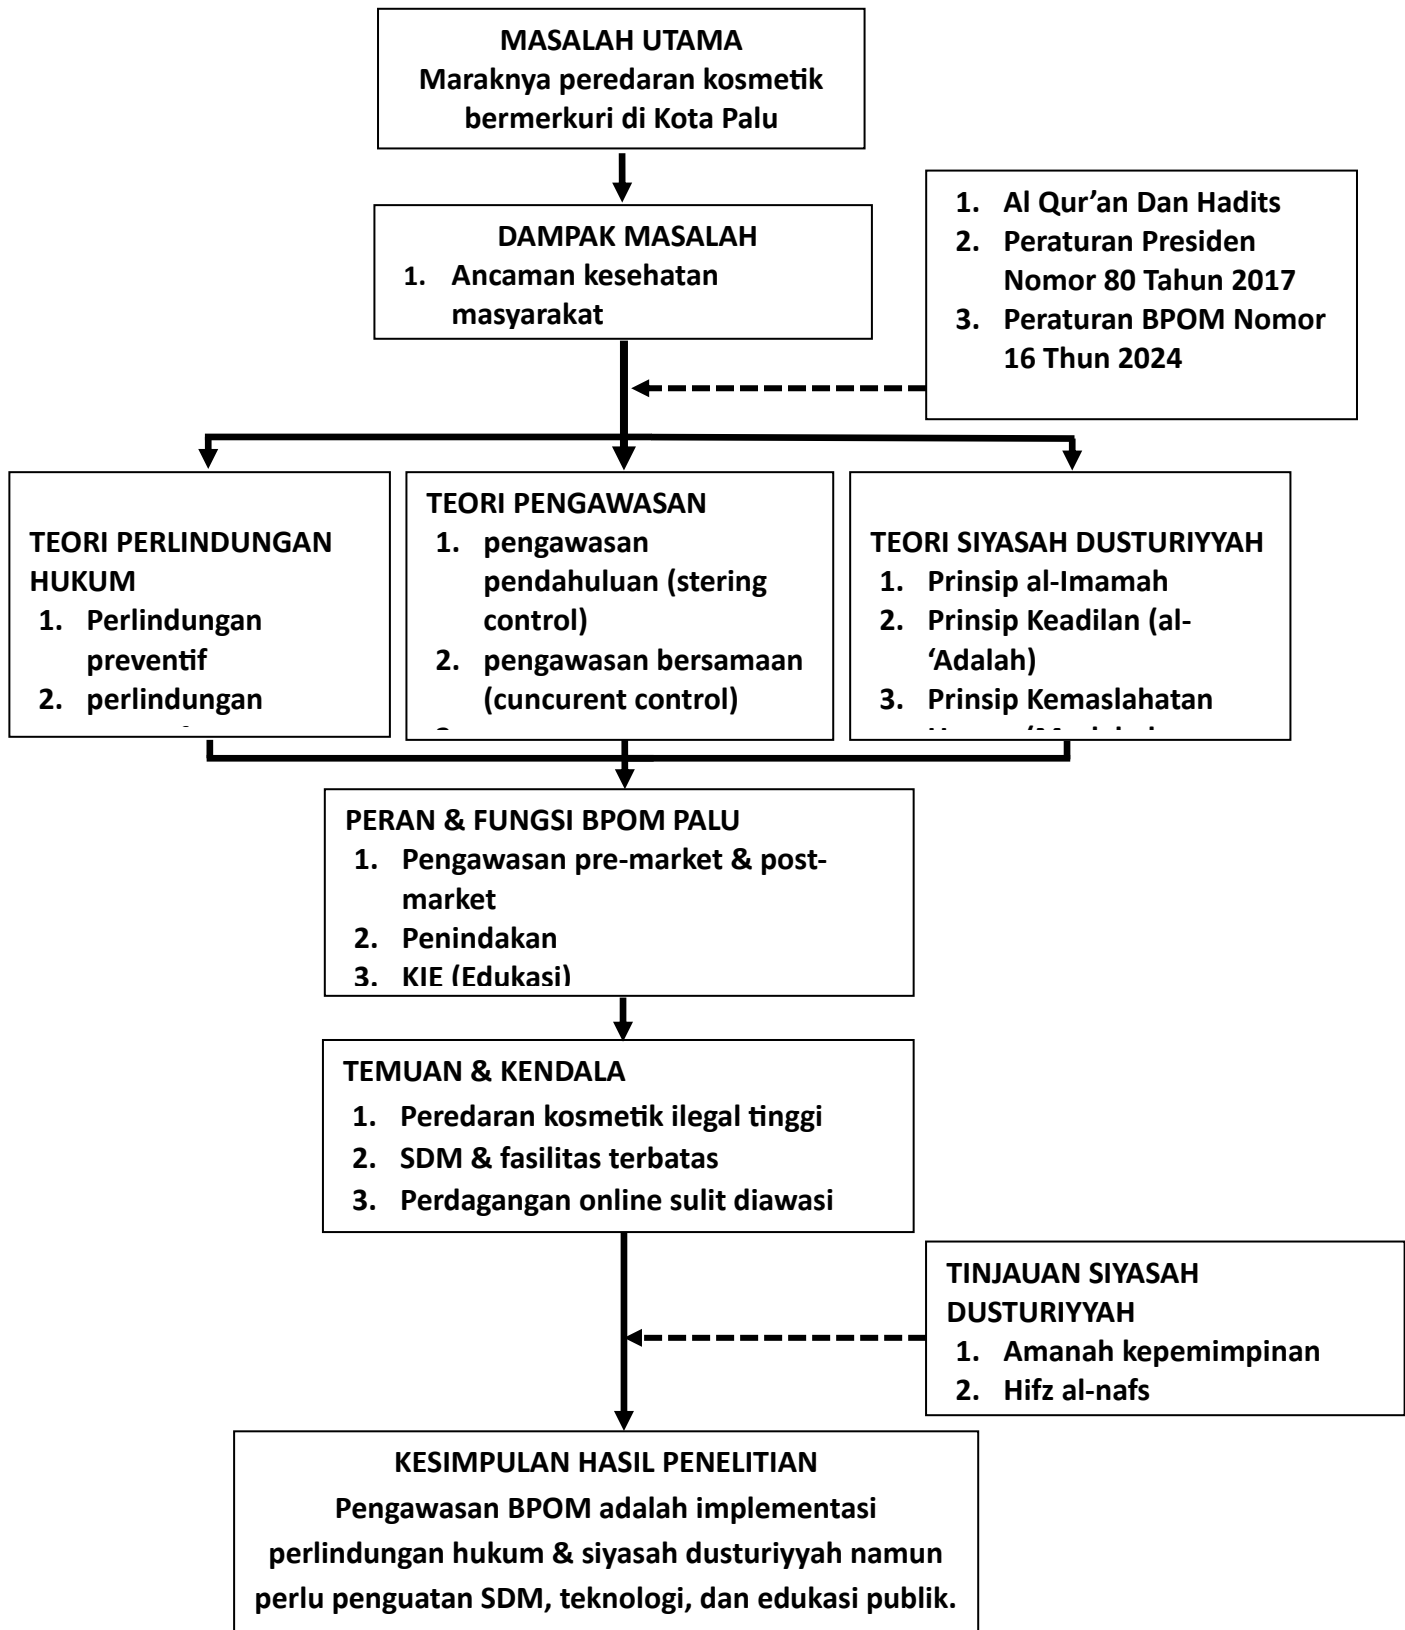 MASALAH UTAMA
Maraknya peredaran kosmetik
bermerkuri di Kota Palu
DAMPAK MASALAH
1. Ancaman kesehatan
masyarakat
1. Al Qur’an Dan Hadits
2. Peraturan Presiden
Nomor 80 Tahun 2017
3. Peraturan BPOM Nomor
16 Thun 2024
TEORI PERLINDUNGAN
HUKUM
1. Perlindungan
preventif
2. perlindungan
TEORI PENGAWASAN
1. pengawasan
pendahuluan (stering
control)
2. pengawasan bersamaan
(cuncurent control)
TEORI SIYASAH DUSTURIYYAH
1. Prinsip al-Imamah
2. Prinsip Keadilan (al-
‘Adalah)
3. Prinsip Kemaslahatan
PERAN & FUNGSI BPOM PALU
1. Pengawasan pre-market & post-
market
2. Penindakan
3. KIE (Edukasi)
TEMUAN & KENDALA
1. Peredaran kosmetik ilegal tinggi
2. SDM & fasilitas terbatas
3. Perdagangan online sulit diawasi
TINJAUAN SIYASAH
DUSTURIYYAH
1. Amanah kepemimpinan
2. Hifz al-nafs
KESIMPULAN HASIL PENELITIAN
Pengawasan BPOM adalah implementasi
perlindungan hukum & siyasah dusturiyyah namun
perlu penguatan SDM, teknologi, dan edukasi publik.